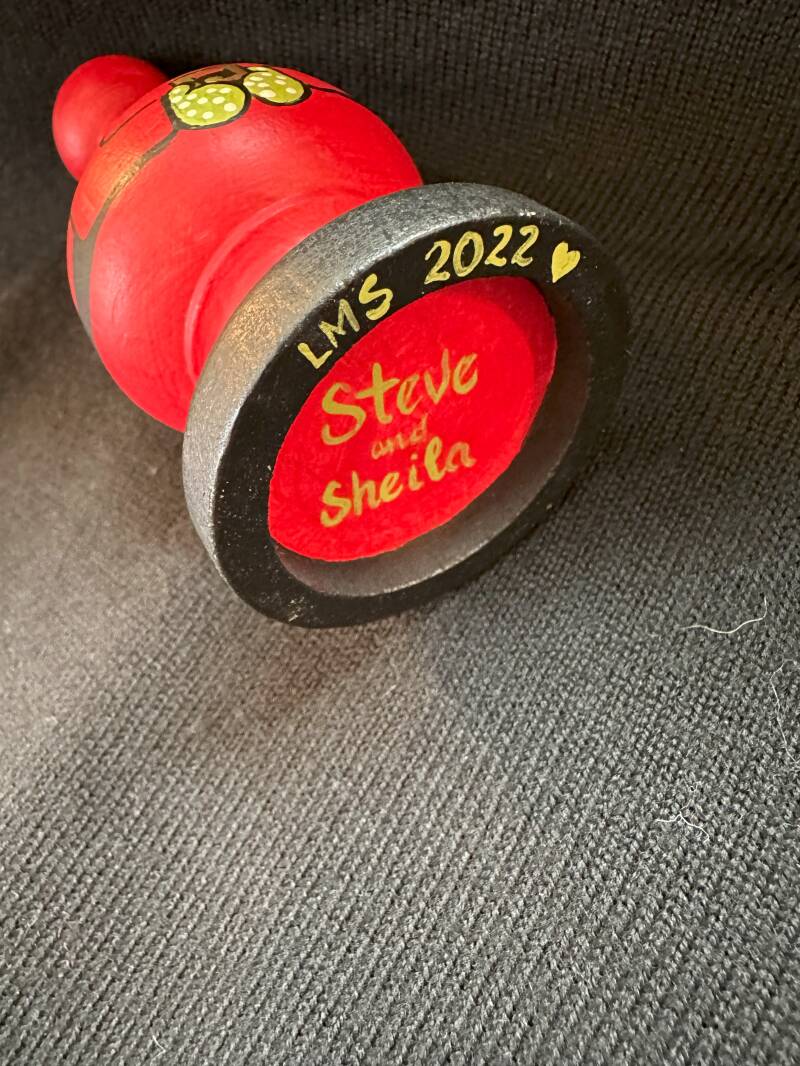 LMS 2022
Steve
and
Sheila